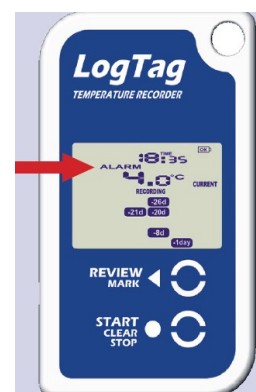 LogTag
TEMPERATURE RECORDER
TIME
18:35
OK
ALARM
4.0°C
CURRENT
RECORDING
-26d
-21d -20d
-8d
-1day
REVIEW
MARK
START
CLEAR
STOP